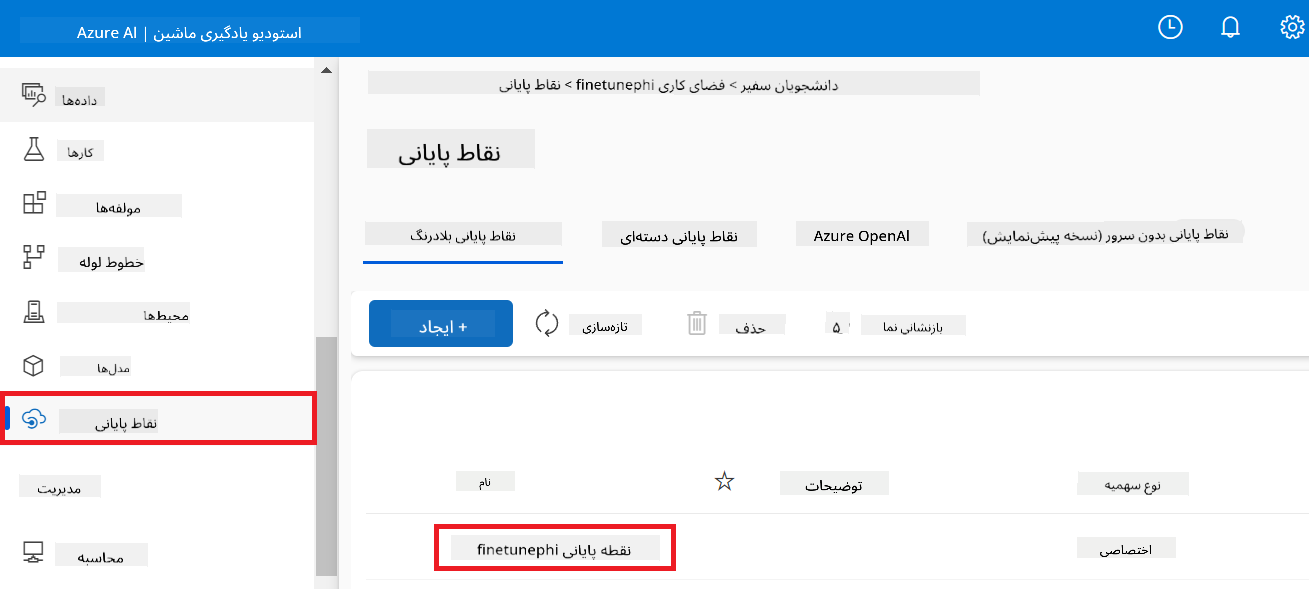 استودیو یادگیری ماشین | Azure AI
داده‌ها
کارها
مولفه‌ها
خطوط لوله
محیط‌ها
مدل‌ها
نقاط پایانی
مدیریت
محاسبه
دانشجویان سفیر > فضای کاری finetunephi > نقاط پایانی
نقاط پایانی
نقاط پایانی بلادرنگ
نقاط پایانی دسته‌ای
Azure OpenAI
نقاط پایانی بدون سرور (نسخه پیش‌نمایش)
+ ایجاد
تازه‌سازی
حذف
بازنشانی نما
نام
توضیحات
نوع سهمیه
نقطه پایانی finetunephi
اختصاصی